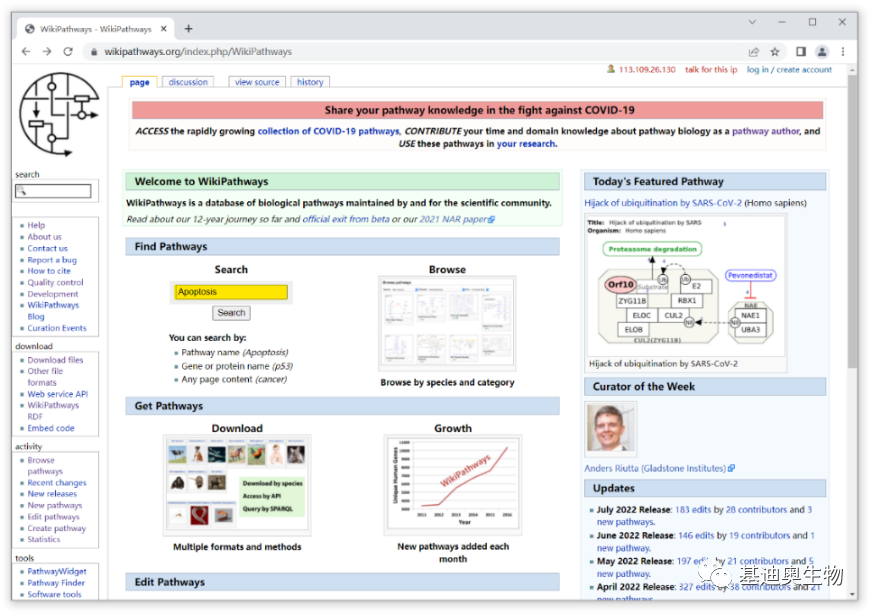 WikiPathways - WikiPathways
wikipathways.org/index.php/WikiPathways
113.109.26.130 talk for this ip log in / create account
page discussion view source history
Share your pathway knowledge in the fight against COVID-19
ACCESS the rapidly growing collection of COVID-19 pathways, CONTRIBUTE your time and domain knowledge about pathway biology as a pathway author, and
USE these pathways in your research.
search
Help
About us
Contact us
Report a bug
How to cite
Quality control
Development
WikiPathways
Blog
Curation Events
download
Download files
Other file
formats
Web service API
WikiPathways
RDF
Embed code
activity
Browse
pathways
Recent changes
New releases
New pathways
Edit pathways
Create pathway
Statistics
tools
PathwayWidget
Pathway Finder
Software tools
Welcome to WikiPathways
WikiPathways is a database of biological pathways maintained by and for the scientific community.
Read about our 12-year journey so far and official exit from beta or our 2021 NAR paper
Find Pathways
Search
Apoptosis
Search
You can search by:
Pathway name (Apoptosis)
Gene or protein name (p53)
Any page content (cancer)
Browse
Browse by species and category
Get Pathways
Download
Download by species
Access by API
Query by SPARQL
Multiple formats and methods
Growth
Unique Human Genes
WikiPathways
2011 2012 2013 2014 2015 2016
Year
New pathways added each
month
Edit Pathways
Today's Featured Pathway
Hijack of ubiquitination by SARS-CoV-2 (Homo sapiens)
Title: Hijack of ubiquitination by SARS
Organism: Homo sapiens
Proteasome degradation
Orf10
Substrate
Ub
Ub
E2
Pevonedistat
ZYG11B
RBX1
NAE
ELOC
CUL2
NAE1
ELOB
UBA3
CUL2(ZYG11B)
Hijack of ubiquitination by SARS-CoV-2
Curator of the Week
Anders Riutta (Gladstone Institutes)
Updates
July 2022 Release: 183 edits by 28 contributors and 3
new pathways.
June 2022 Release: 146 edits by 19 contributors and 1
new pathway.
May 2022 Release: 197 edits by 21 contributors and 5
new pathway.
April 2022 Release: 327 edits by 38 contributors and 21
new pathways.
基迪奥生物